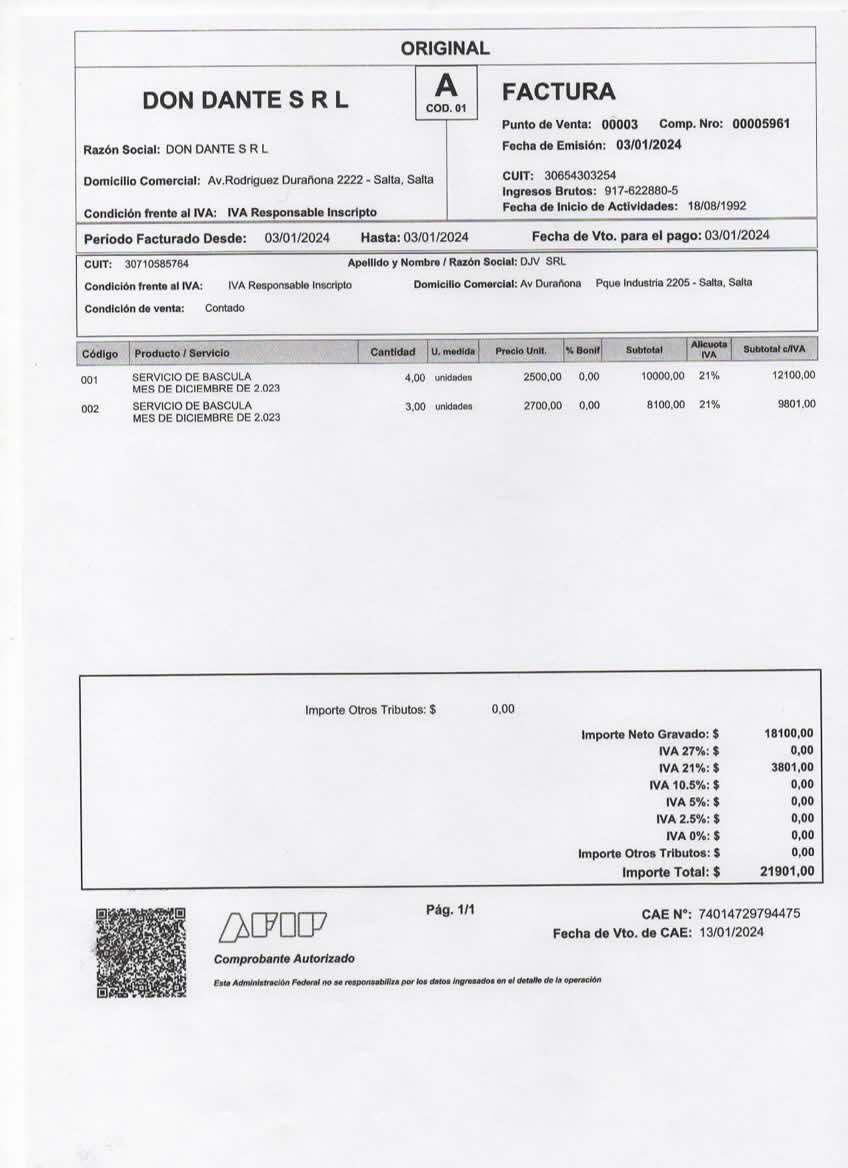 ORIGINAL
DON DANTE S R L
A
COD. 01
FACTURA
Punto de Venta: 00003 Comp. Nro: 00005961
Fecha de Emisión: 03/01/2024
Razón Social: DON DANTE S R L
Domicilio Comercial: Av.Rodriguez Durañona 2222 - Salta, Salta
Condición frente al IVA: IVA Responsable Inscripto
CUIT: 30654303254
Ingresos Brutos: 917-622880-5
Fecha de Inicio de Actividades: 18/08/1992
Período Facturado Desde: 03/01/2024 Hasta: 03/01/2024 Fecha de Vto. para el pago: 03/01/2024
CUIT: 30710585764 Apellido y Nombre / Razón Social: DJV SRL
Condición frente al IVA: IVA Responsable Inscripto Domicilio Comercial: Av Durañona Pque Industria 2205 - Salta, Salta
Condición de venta: Contado
Código Producto / Servicio Cantidad U. medida Precio Unit. % Bonif Subtotal Alicuota IVA Subtotal c/IVA
001 SERVICIO DE BASCULA 4,00 unidades 2500,00 0,00 10000,00 21% 12100,00
MES DE DICIEMBRE DE 2.023
002 SERVICIO DE BASCULA 3,00 unidades 2700,00 0,00 8100,00 21% 9801,00
MES DE DICIEMBRE DE 2.023
Importe Otros Tributos: $ 0,00
Importe Neto Gravado: $ 18100,00
IVA 27%: $ 0,00
IVA 21%: $ 3801,00
IVA 10.5%: $ 0,00
IVA 5%: $ 0,00
IVA 2.5%: $ 0,00
IVA 0%: $ 0,00
Importe Otros Tributos: $ 0,00
Importe Total: $ 21901,00
AFIP
Comprobante Autorizado
Esta Administración Federal no se responsabiliza por los datos ingresados en el detalle de la operación
Pág. 1/1
CAE N°: 74014729794475
Fecha de Vto. de CAE: 13/01/2024